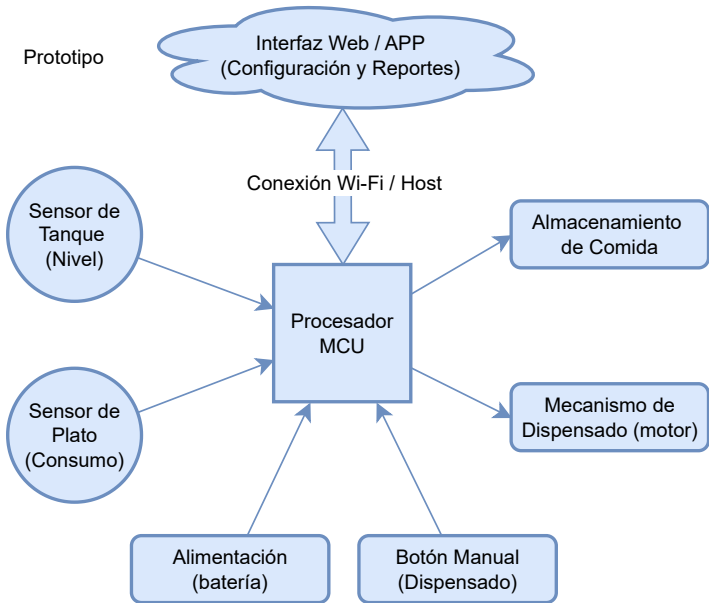 Prototipo
Interfaz Web / APP
(Configuración y Reportes)
Conexión Wi-Fi / Host
Sensor de
Tanque
(Nivel)
Almacenamiento
de Comida
Procesador
MCU
Sensor de
Plato
(Consumo)
Mecanismo de
Dispensado (motor)
Alimentación
(batería)
Botón Manual
(Dispensado)